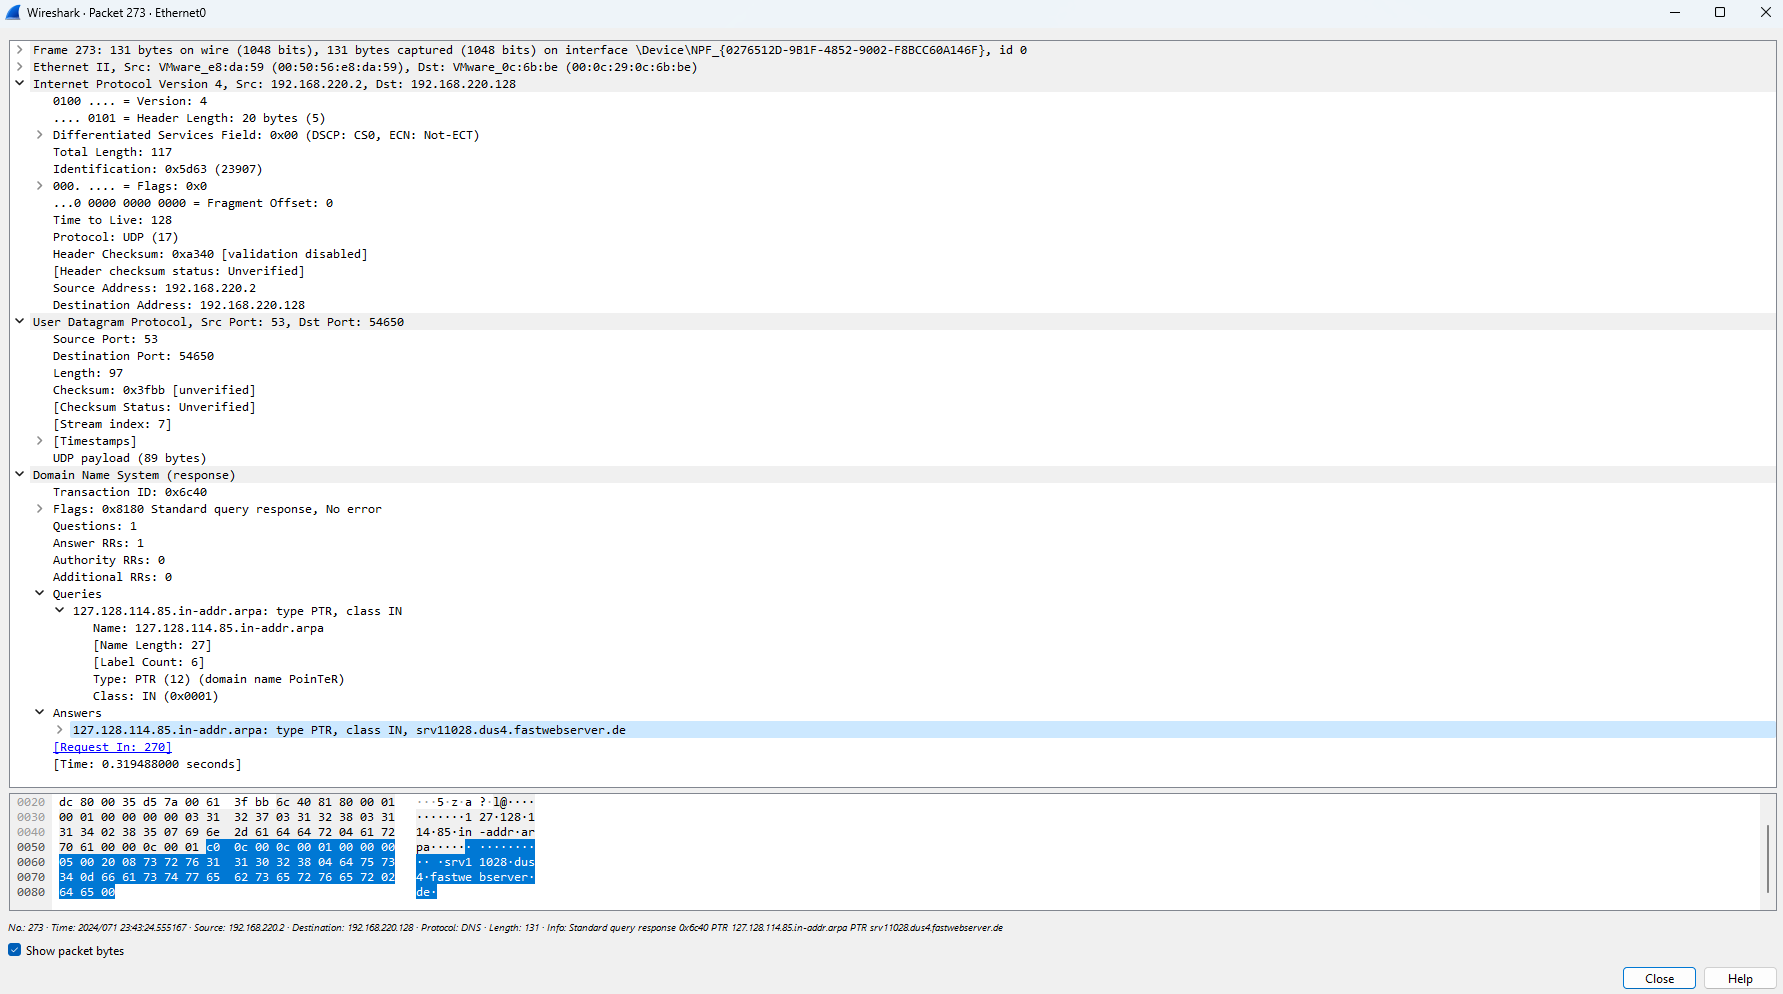 Wireshark · Packet 273 · Ethernet0
Frame 273: 131 bytes on wire (1048 bits), 131 bytes captured (1048 bits) on interface \Device\NPF_{0276512D-9B1F-4852-9002-F8BCC60A146F}, id 0
Ethernet II, Src: VMware_e8:da:59 (00:50:56:e8:da:59), Dst: VMware_0c:6b:be (00:0c:29:0c:6b:be)
Internet Protocol Version 4, Src: 192.168.220.2, Dst: 192.168.220.128
0100 .... = Version: 4
.... 0101 = Header Length: 20 bytes (5)
Differentiated Services Field: 0x00 (DSCP: CS0, ECN: Not-ECT)
Total Length: 117
Identification: 0x5d63 (23907)
000. .... = Flags: 0x0
...0 0000 0000 0000 = Fragment Offset: 0
Time to Live: 128
Protocol: UDP (17)
Header Checksum: 0xa340 [validation disabled]
[Header checksum status: Unverified]
Source Address: 192.168.220.2
Destination Address: 192.168.220.128
User Datagram Protocol, Src Port: 53, Dst Port: 54650
Source Port: 53
Destination Port: 54650
Length: 97
Checksum: 0x3fbb [unverified]
[Checksum Status: Unverified]
[Stream index: 7]
[Timestamps]
UDP payload (89 bytes)
Domain Name System (response)
Transaction ID: 0x6c40
Flags: 0x8180 Standard query response, No error
Questions: 1
Answer RRs: 1
Authority RRs: 0
Additional RRs: 0
Queries
127.128.114.85.in-addr.arpa: type PTR, class IN
Name: 127.128.114.85.in-addr.arpa
[Name Length: 27]
[Label Count: 6]
Type: PTR (12) (domain name PoinTeR)
Class: IN (0x0001)
Answers
127.128.114.85.in-addr.arpa: type PTR, class IN, srv11028.dus4.fastwebserver.de
[Request In: 270]
[Time: 0.319488000 seconds]
0020 dc 80 00 35 d5 7a 00 61 3f bb 6c 40 81 80 00 01 ···5·z·a ?·l@····
0030 00 01 00 00 00 00 03 31 32 37 03 31 32 38 03 31 ·······1 27·128·1
0040 31 34 02 38 35 07 69 6e 2d 61 64 64 72 04 61 72 14·85·in -addr·ar
0050 70 61 00 00 0c 00 01 c0 0c 00 0c 00 01 00 00 00 pa······ ········
0060 05 00 20 08 73 72 76 31 31 30 32 38 04 64 75 73 ·· ·srv1 1028·dus
0070 34 0d 66 61 73 74 77 65 62 73 65 72 76 65 72 02 4·fastwe bserver·
0080 64 65 00 de·
No.: 273 · Time: 2024/071 23:43:24.555167 · Source: 192.168.220.2 · Destination: 192.168.220.128 · Protocol: DNS · Length: 131 · Info: Standard query response 0x6c40 PTR 127.128.114.85.in-addr.arpa PTR srv11028.dus4.fastwebserver.de
Show packet bytes
Close Help